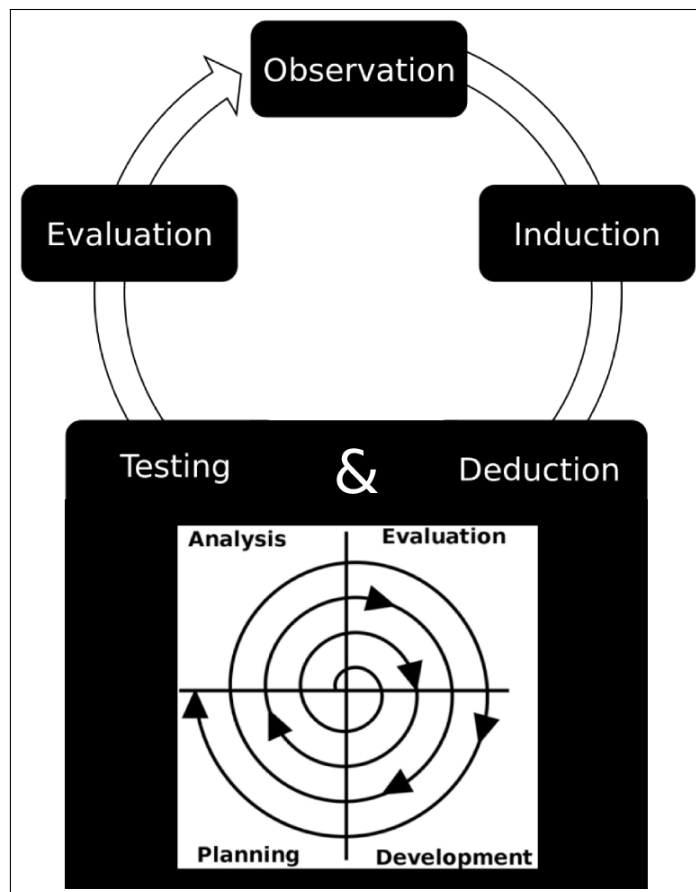 Observation
Evaluation
Induction
Testing & Deduction
Analysis
Evaluation
Planning
Development